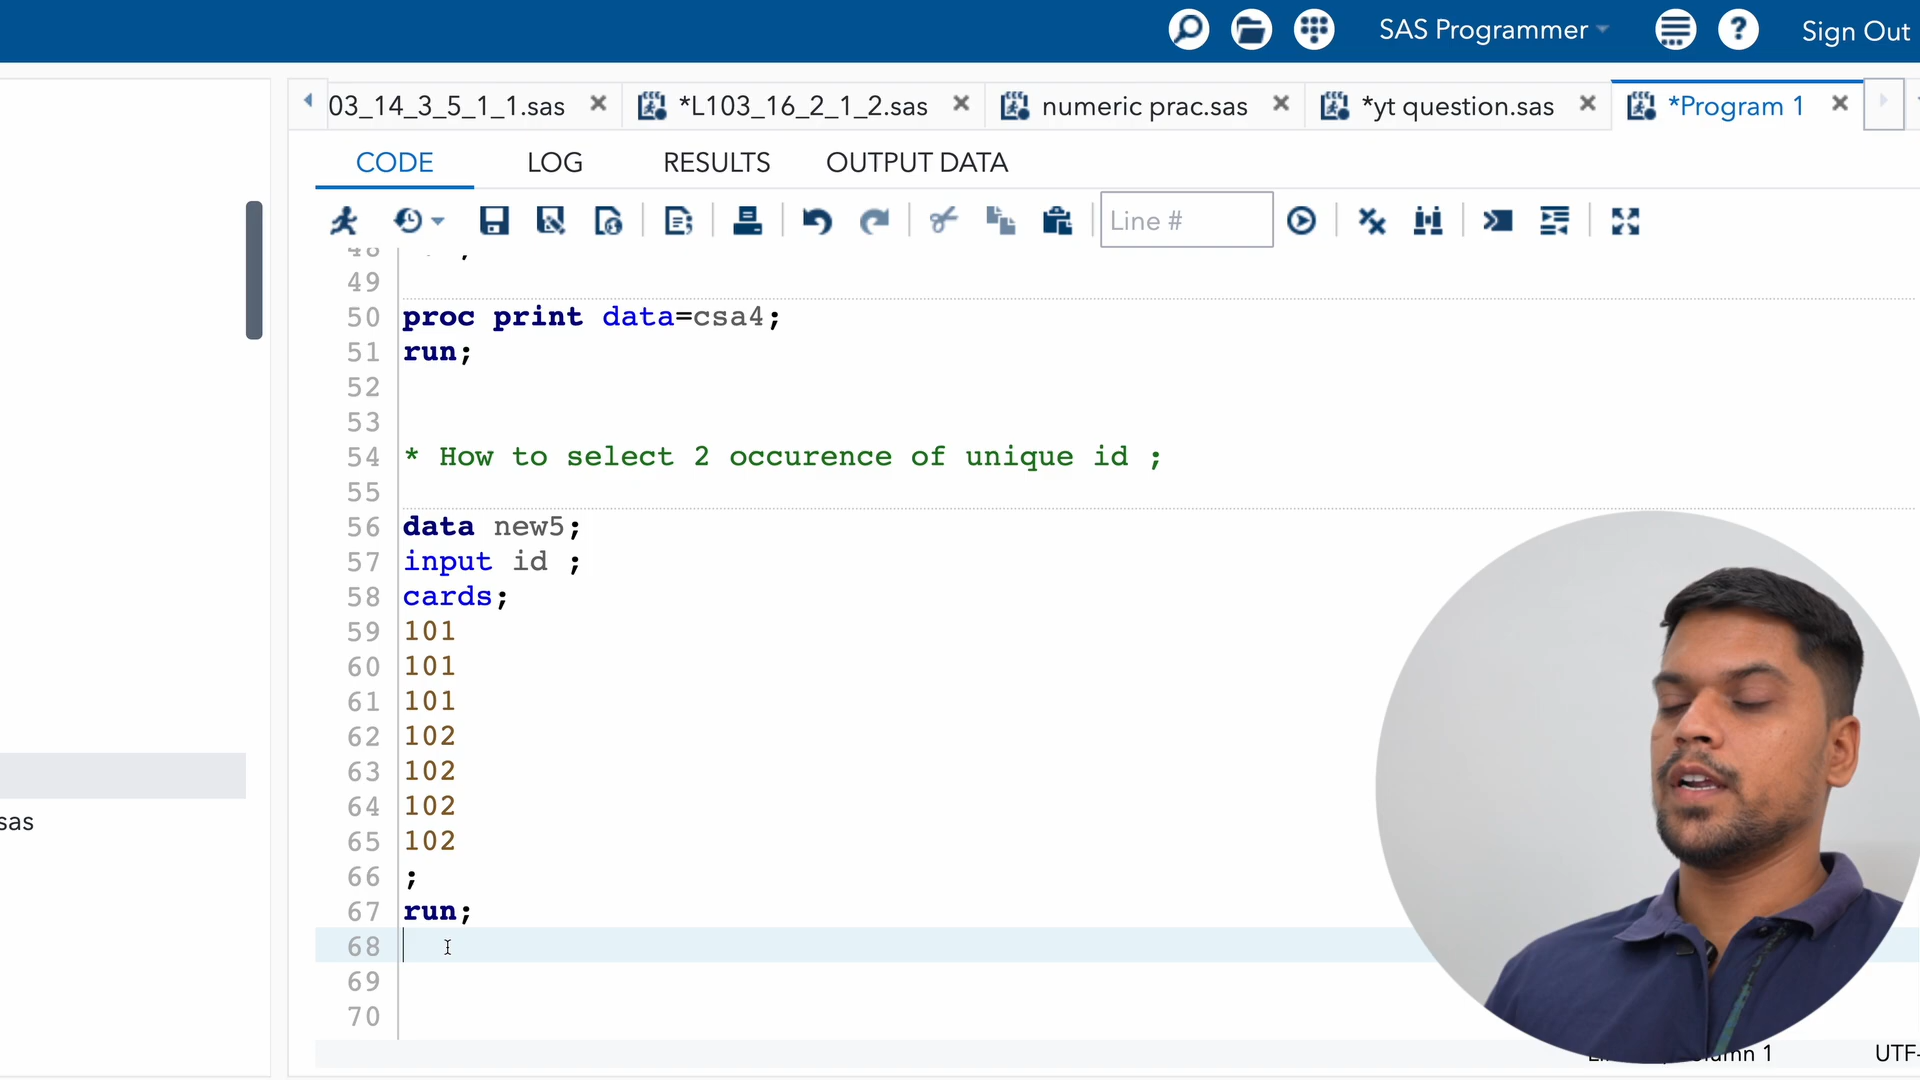 SAS Programmer
Sign Out
03_14_3_5_1_1.sas
*L103_16_2_1_2.sas
numeric prac.sas
*yt question.sas
*Program 1
CODE
LOG
RESULTS
OUTPUT DATA
Line #
49
50 proc print data=csa4;
51 run;
52
53
54 * How to select 2 occurence of unique id ;
55
56 data new5;
57 input id ;
58 cards;
59 101
60 101
61 101
62 102
63 102
64 102
65 102
66 ;
67 run;
68
69
70
sas
1
UTF-